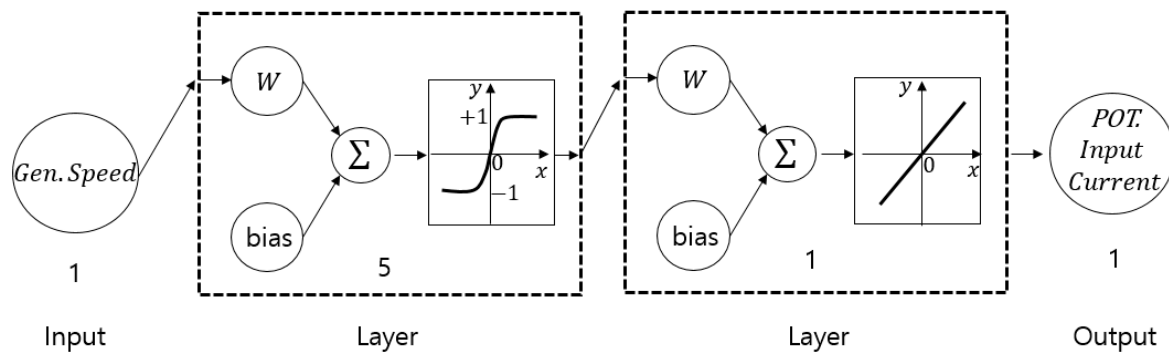 Gen. Speed
1
Input
W
bias
Σ
y
+1
0
x
−1
5
Layer
W
bias
Σ
y
0
x
1
Layer
POT.
Input
Current
1
Output